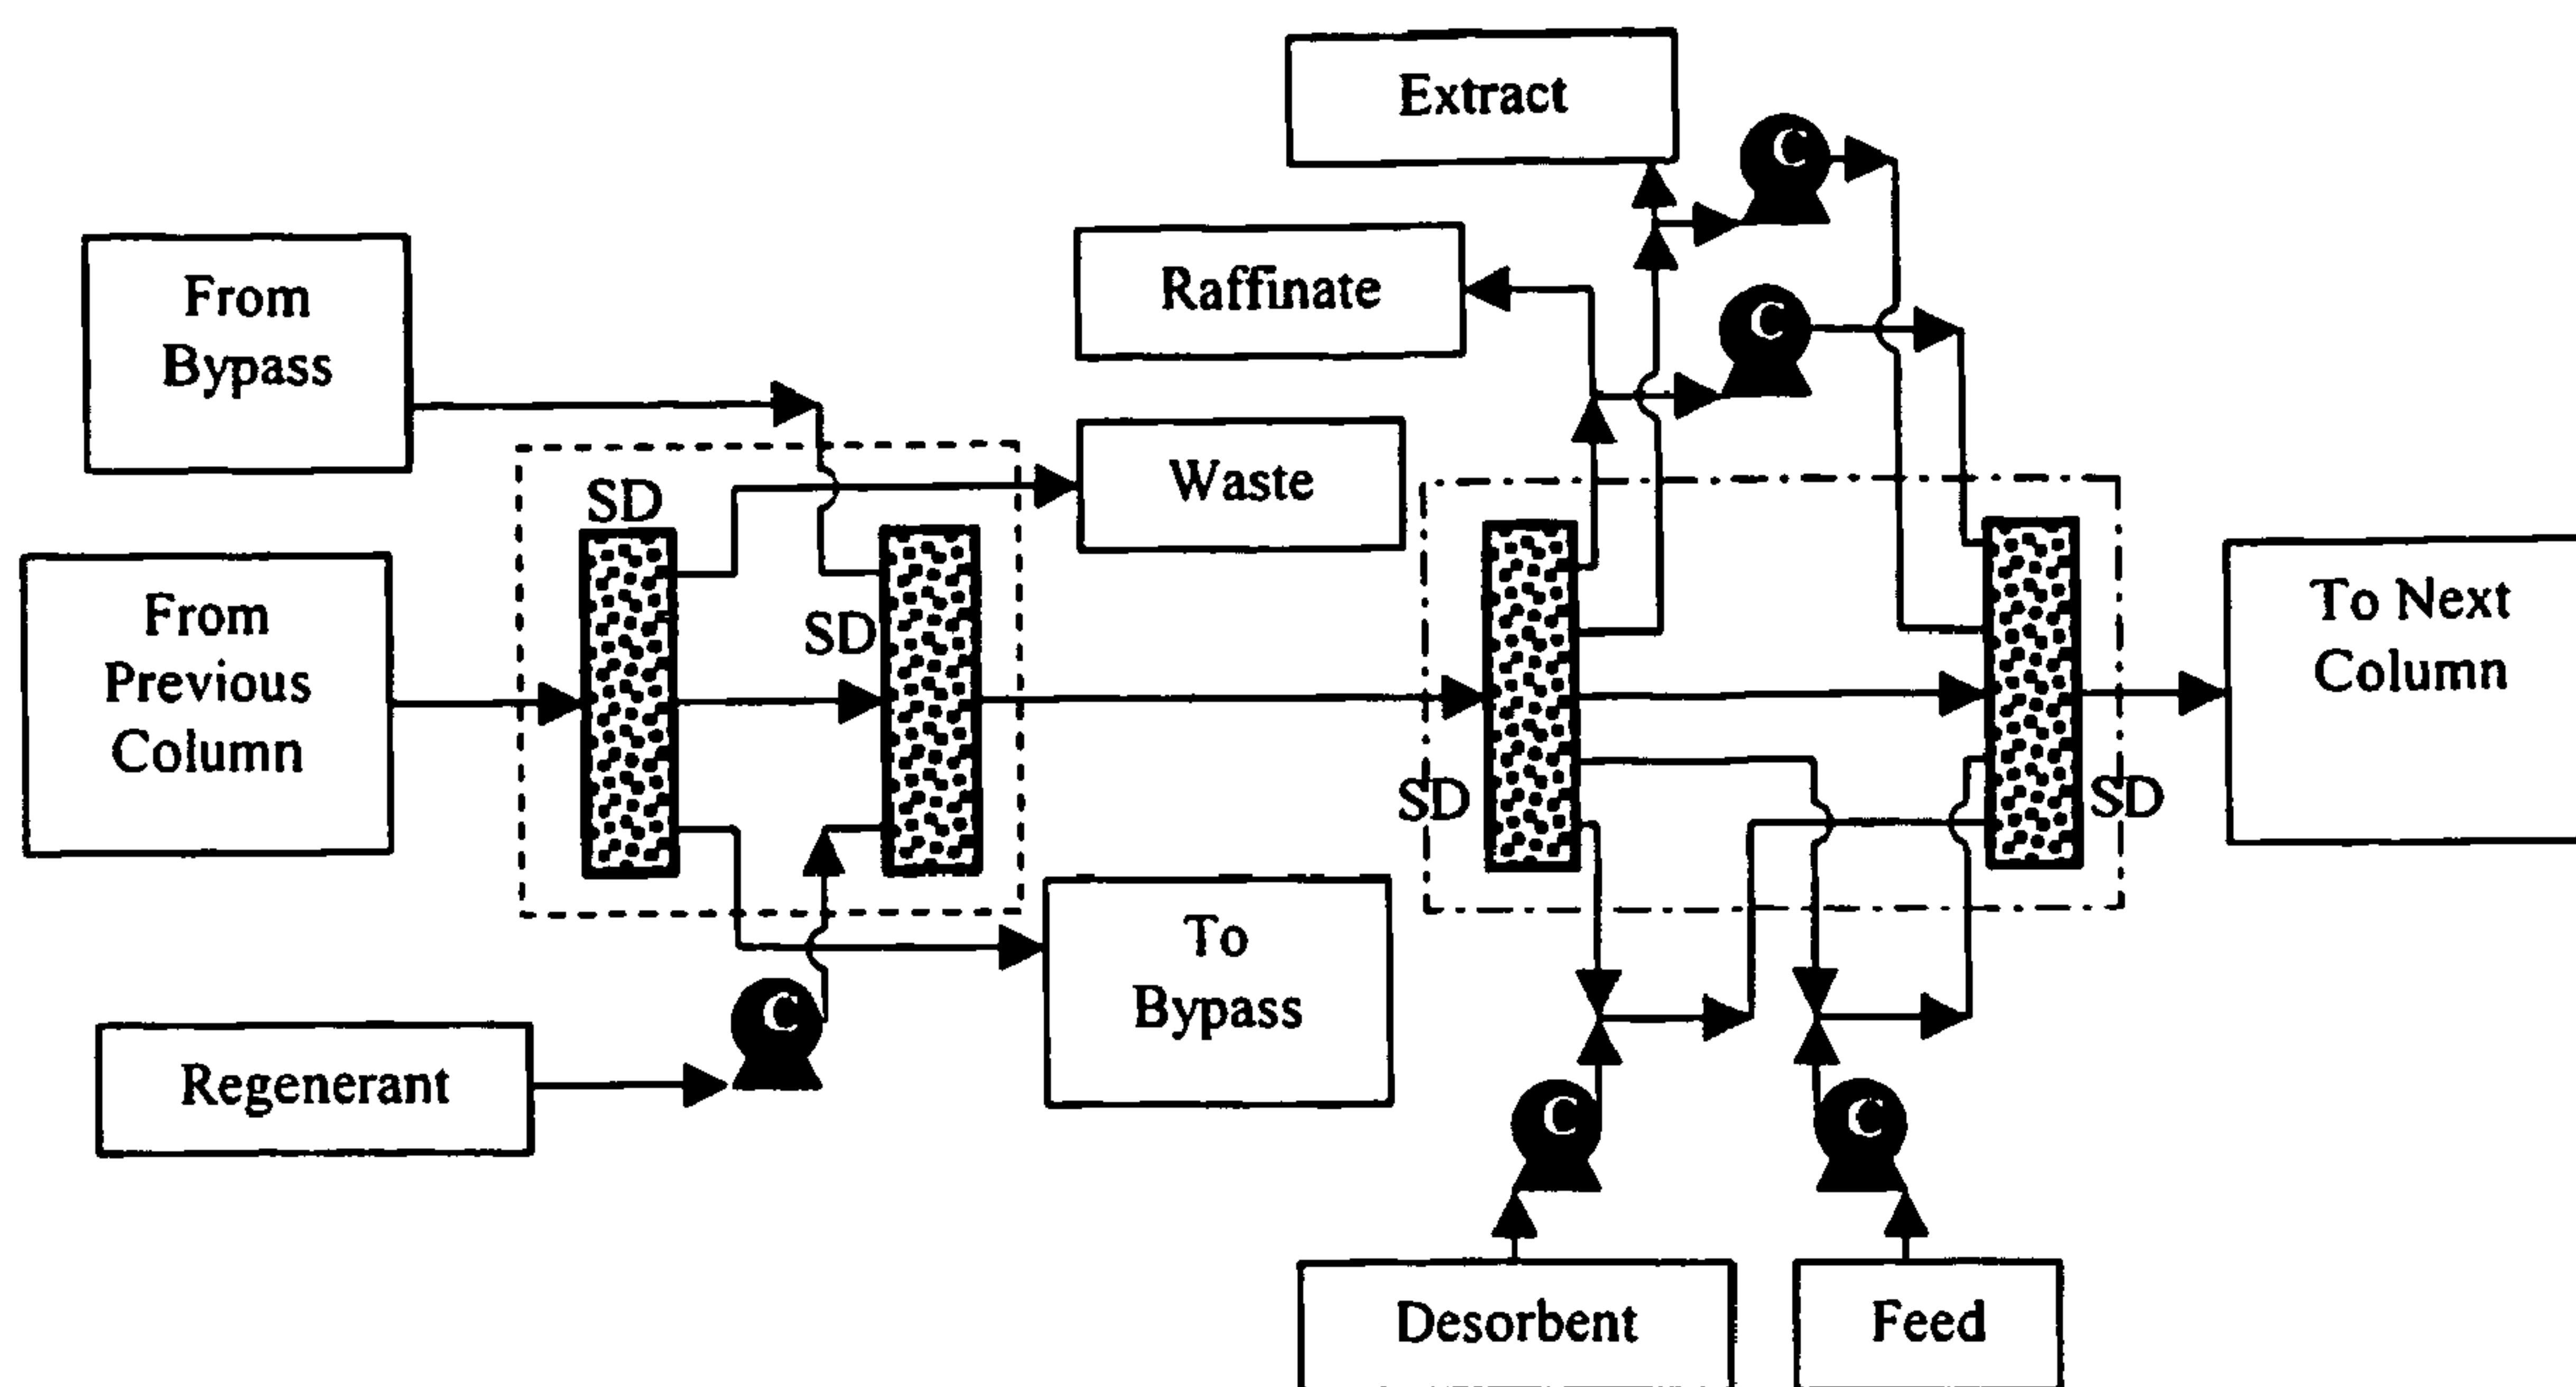 Extract
C
From
Bypass
Raffinate
C
Waste
SD
From
Previous
Column
SD
To Next
Column
SD
SD
To
Bypass
C
Regenerant
C
C
Desorbent
Feed